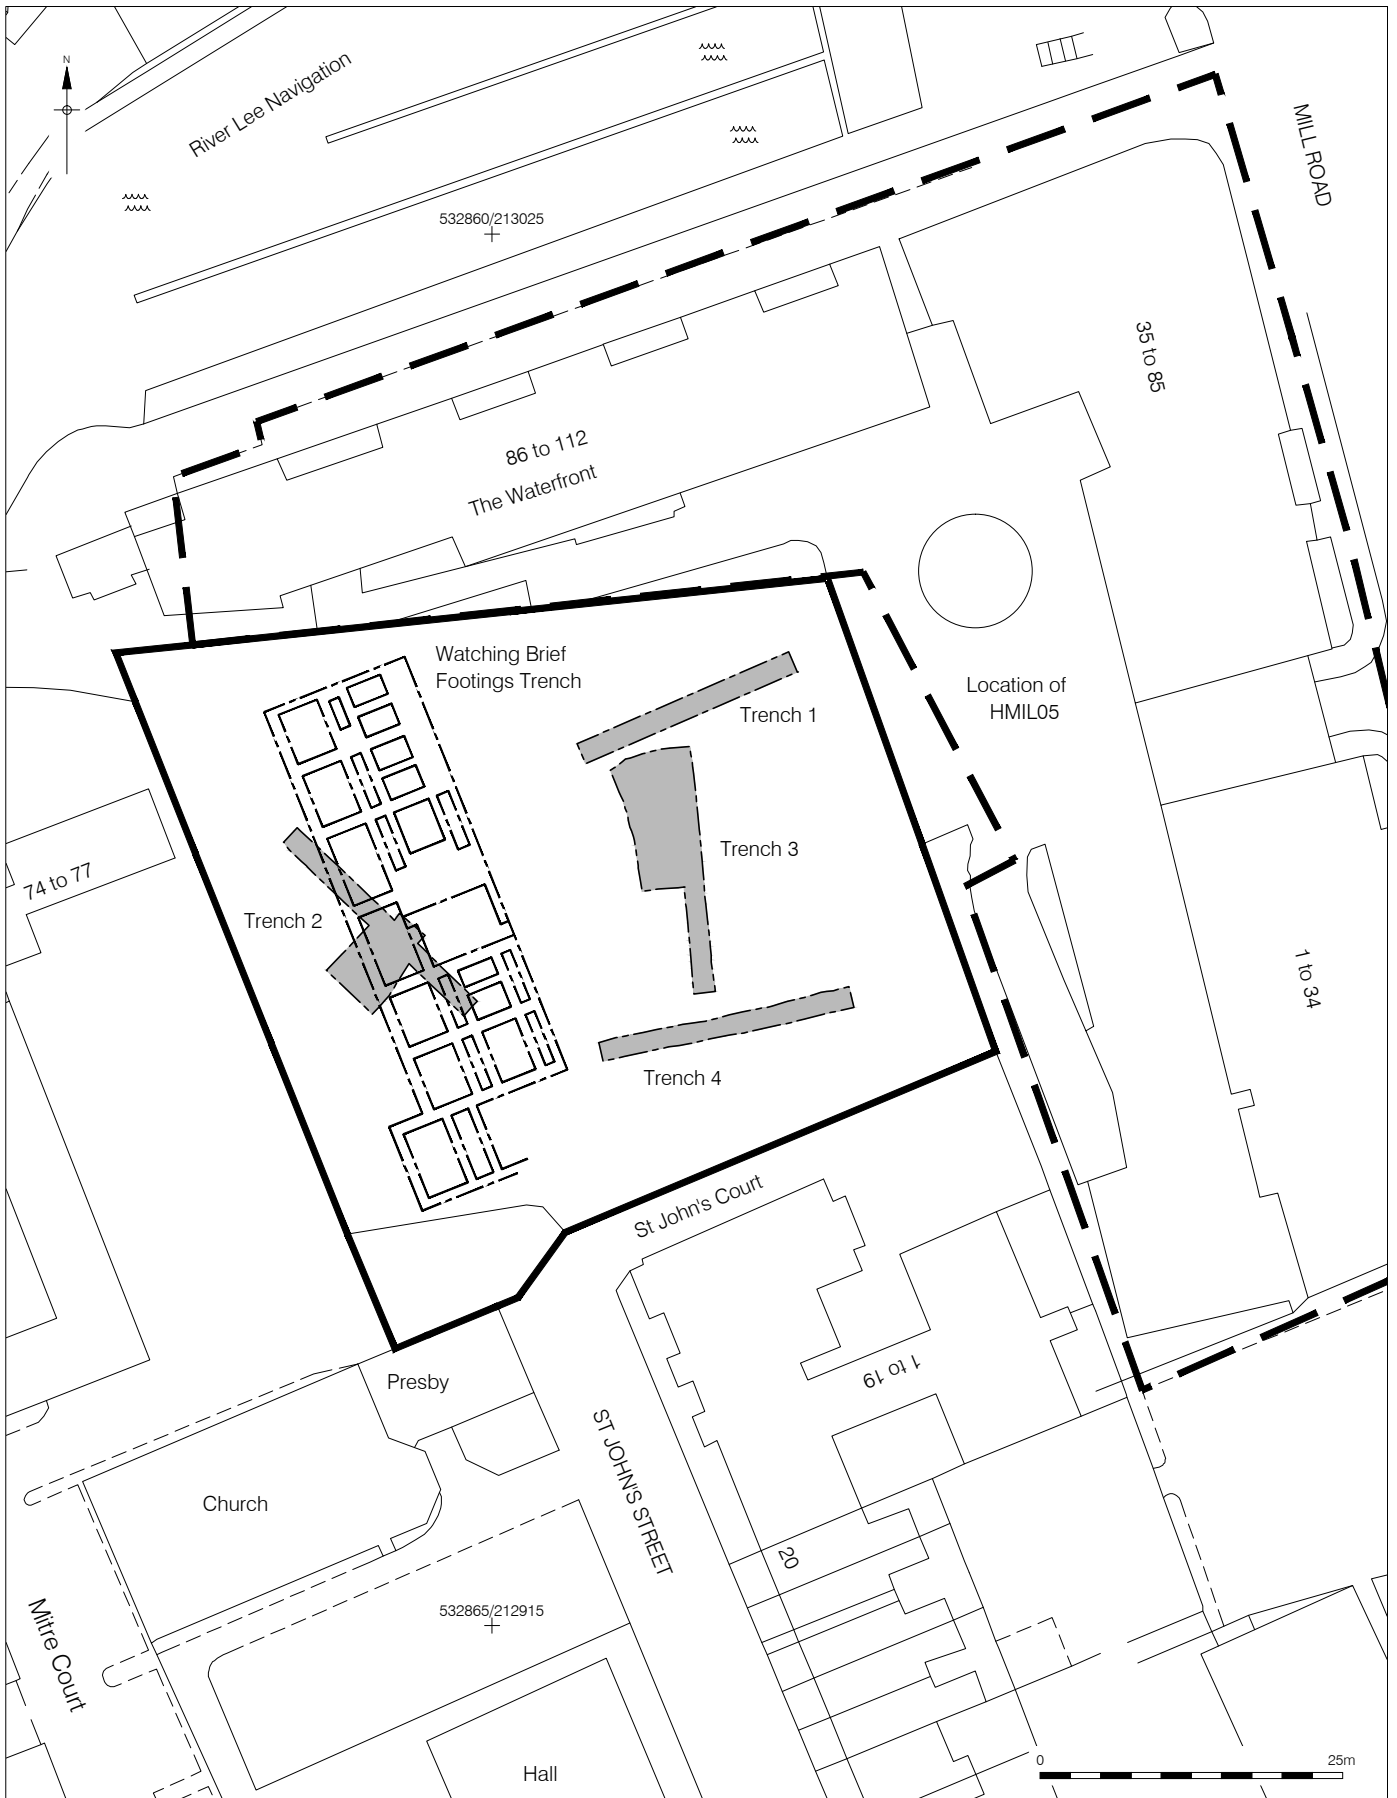 N
River Lee Navigation
MILL ROAD
532860/213025
35 to 85
86 to 112
The Waterfront
Watching Brief
Footings Trench
Location of
HMIL05
Trench 1
Trench 3
74 to 77
Trench 2
1 to 34
Trench 4
St John's Court
1 to 19
Presby
ST JOHN'S STREET
Church
20
532865/212915
Mitre Court
Hall
0 25m